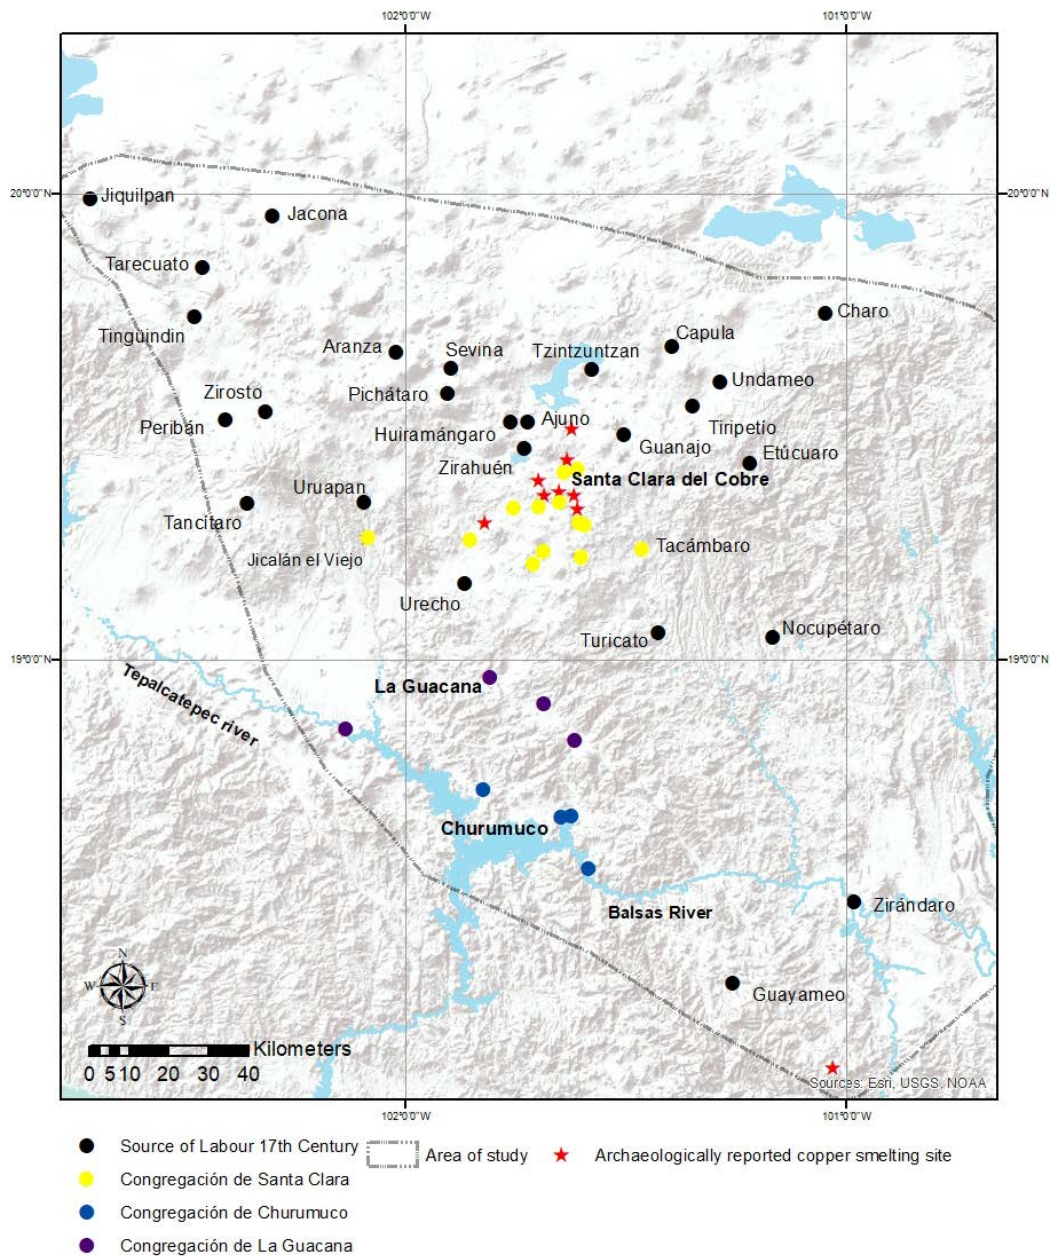 102°0'0"W
101°0'0"W
20°0'0"N
20°0'0"N
Jiquilpan
Jacona
Tarecuato
Charo
Tingüindin
Capula
Aranza
Sevina
Tzintzuntzan
Undameo
Zirosto
Pichátaro
Ajuno
Tiripetío
Peribán
Huiramángaro
Guanajo
Etúcuaro
Zirahuén
Santa Clara del Cobre
Uruapan
Tancítaro
Jicalán el Viejo
Tacámbaro
Urecho
Turicato
Nocupétaro
19°0'0"N
19°0'0"N
Tepalcatepec river
La Guacana
Churumuco
Balsas River
Zirándaro
Guayameo
N
W E
S
Kilometers
0 5 10 20 30 40
Sources: Esri, USGS, NOAA
102°0'0"W
101°0'0"W
Source of Labour 17th Century
Area of study
Archaeologically reported copper smelting site
Congregación de Santa Clara
Congregación de Churumuco
Congregación de La Guacana